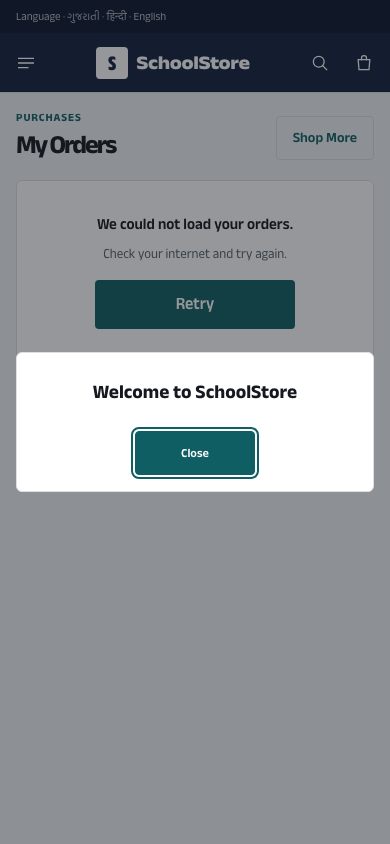 Language · ગુજરાતી · हिन्दी · English
S SchoolStore
PURCHASES
My Orders
Shop More
We could not load your orders.
Check your internet and try again.
Retry
Welcome to SchoolStore
Close